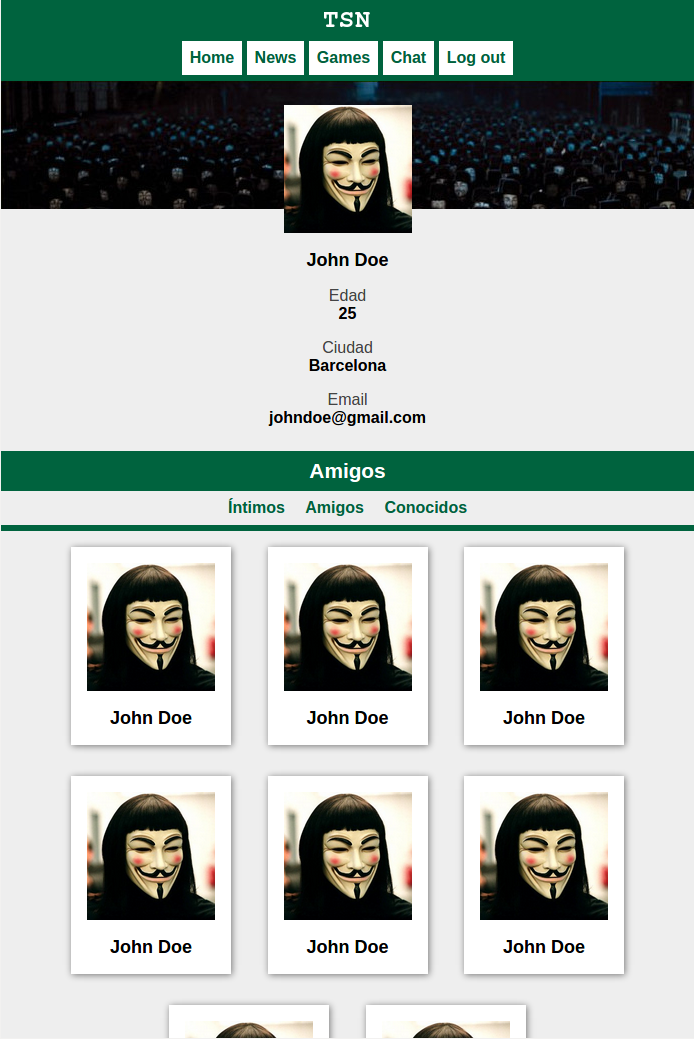 TSN
Home News Games Chat Log out
John Doe
Edad
25
Ciudad
Barcelona
Email
johndoe@gmail.com
Amigos
Íntimos Amigos Conocidos
John Doe John Doe John Doe
John Doe John Doe John Doe